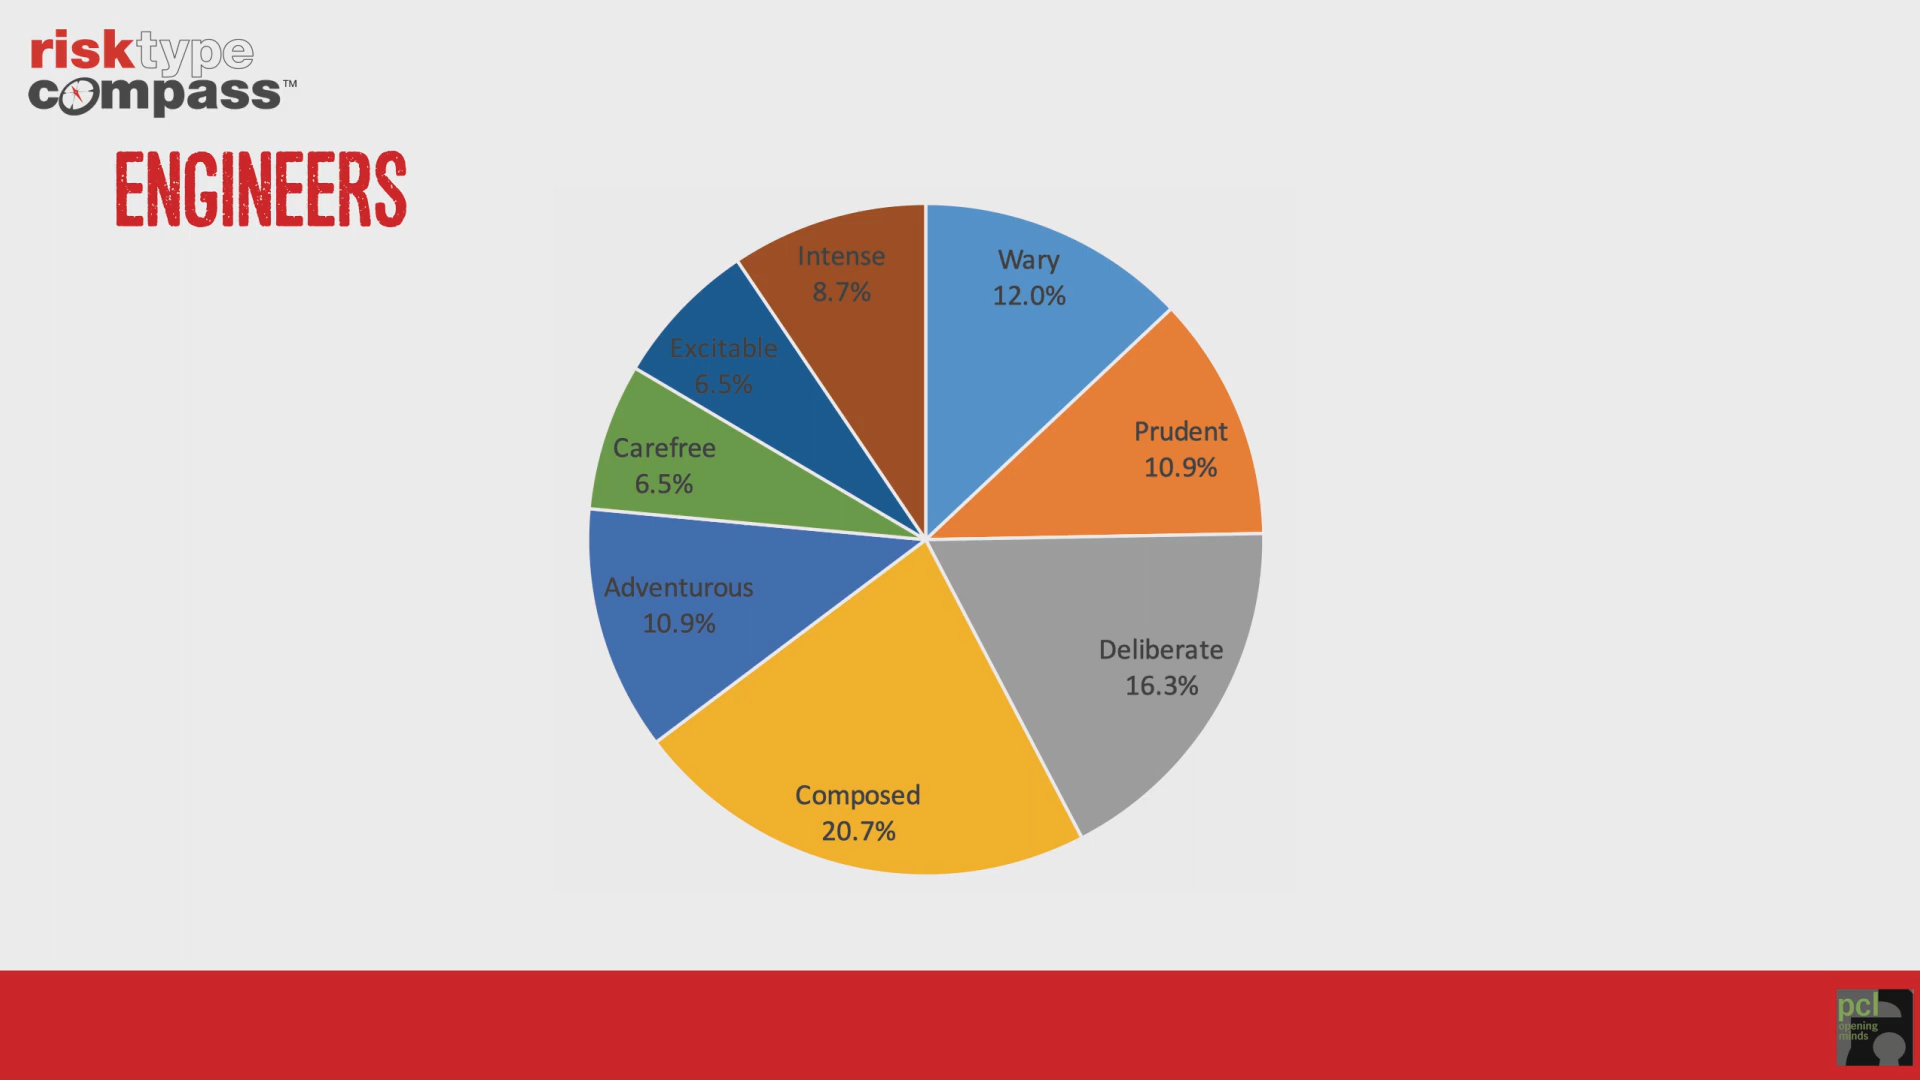 risktype
compass™
ENGINEERS
Intense
8.7%
Wary
12.0%
Excitable
6.5%
Prudent
10.9%
Carefree
6.5%
Adventurous
10.9%
Deliberate
16.3%
Composed
20.7%
pcl
opening
minds